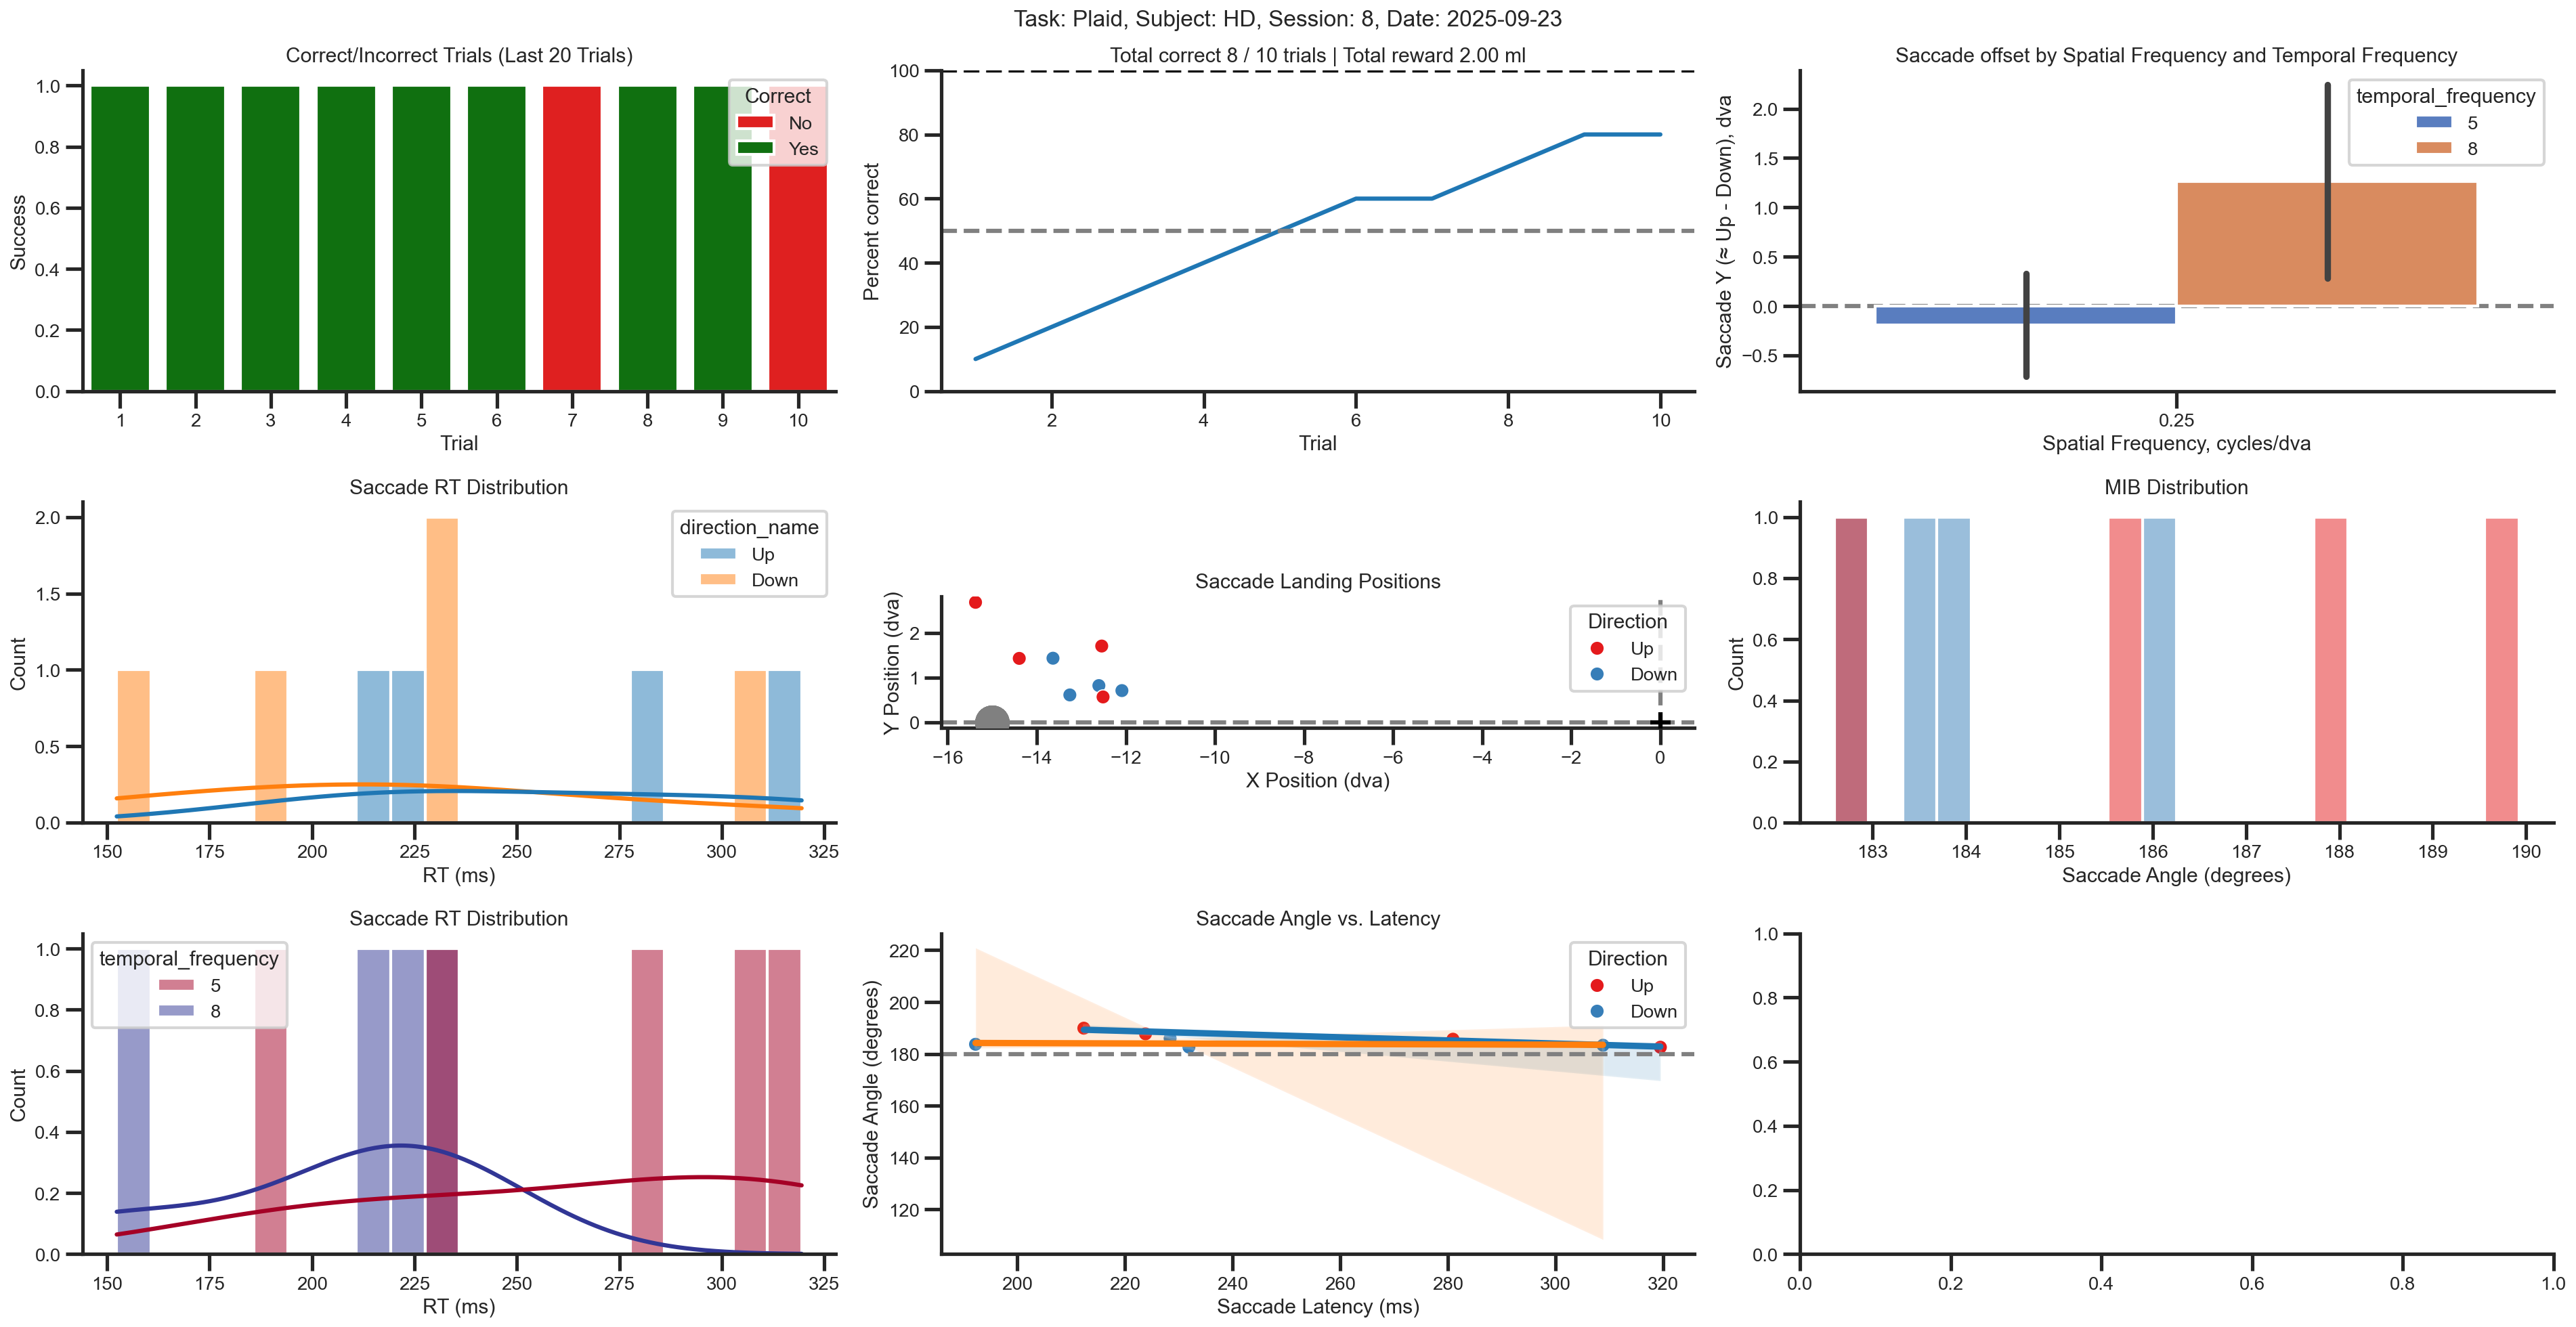 Task: Plaid, Subject: HD, Session: 8, Date: 2025-09-23
Correct/Incorrect Trials (Last 20 Trials)
Success
1.0
0.8
0.6
0.4
0.2
0.0
Correct
No
Yes
1 2 3 4 5 6 7 8 9 10
Trial
Total correct 8 / 10 trials | Total reward 2.00 ml
Percent correct
100
80
60
40
20
0
2 4 6 8 10
Trial
Saccade offset by Spatial Frequency and Temporal Frequency
Saccade Y (≈ Up - Down), dva
2.0
1.5
1.0
0.5
0.0
−0.5
temporal_frequency
5
8
0.25
Spatial Frequency, cycles/dva
Saccade RT Distribution
Count
2.0
1.5
1.0
0.5
0.0
direction_name
Up
Down
150 175 200 225 250 275 300 325
RT (ms)
Saccade Landing Positions
Y Position (dva)
2
1
0
Direction
Up
Down
−16 −14 −12 −10 −8 −6 −4 −2 0
X Position (dva)
MIB Distribution
Count
1.0
0.8
0.6
0.4
0.2
0.0
183 184 185 186 187 188 189 190
Saccade Angle (degrees)
Saccade RT Distribution
Count
1.0
0.8
0.6
0.4
0.2
0.0
temporal_frequency
5
8
150 175 200 225 250 275 300 325
RT (ms)
Saccade Angle vs. Latency
Saccade Angle (degrees)
220
200
180
160
140
120
Direction
Up
Down
200 220 240 260 280 300 320
Saccade Latency (ms)
1.0
0.8
0.6
0.4
0.2
0.0
0.0 0.2 0.4 0.6 0.8 1.0